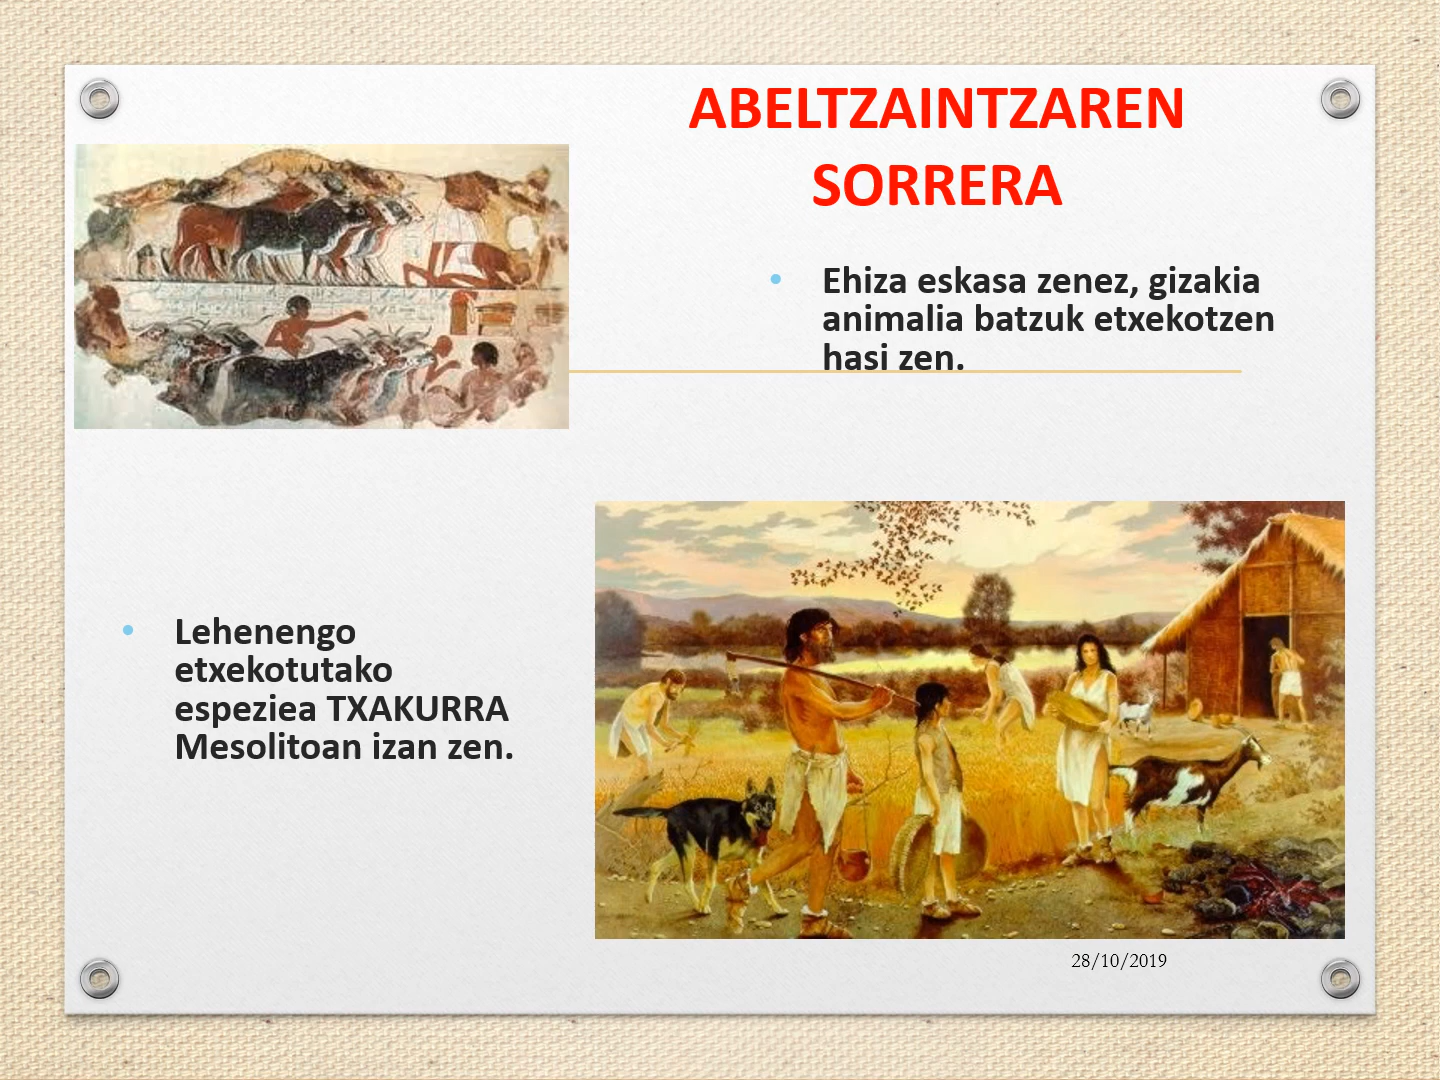 ABELTZAINTZAREN
SORRERA
• Ehiza eskasa zenez, gizakia
animalia batzuk etxekotzen
hasi zen.
• Lehenengo
etxekotutako
espeziea TXAKURRA
Mesolitoan izan zen.
28/10/2019